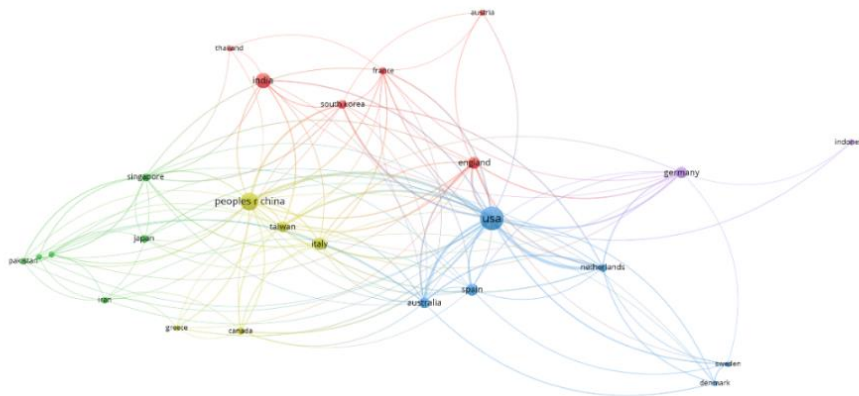 austria
thailand
india
france
south korea
england
indone
germany
singapore
peoples r china
usa
taiwan
japan
italy
pakistan
netherlands
iran
spain
australia
greece
canada
sweden
denmark